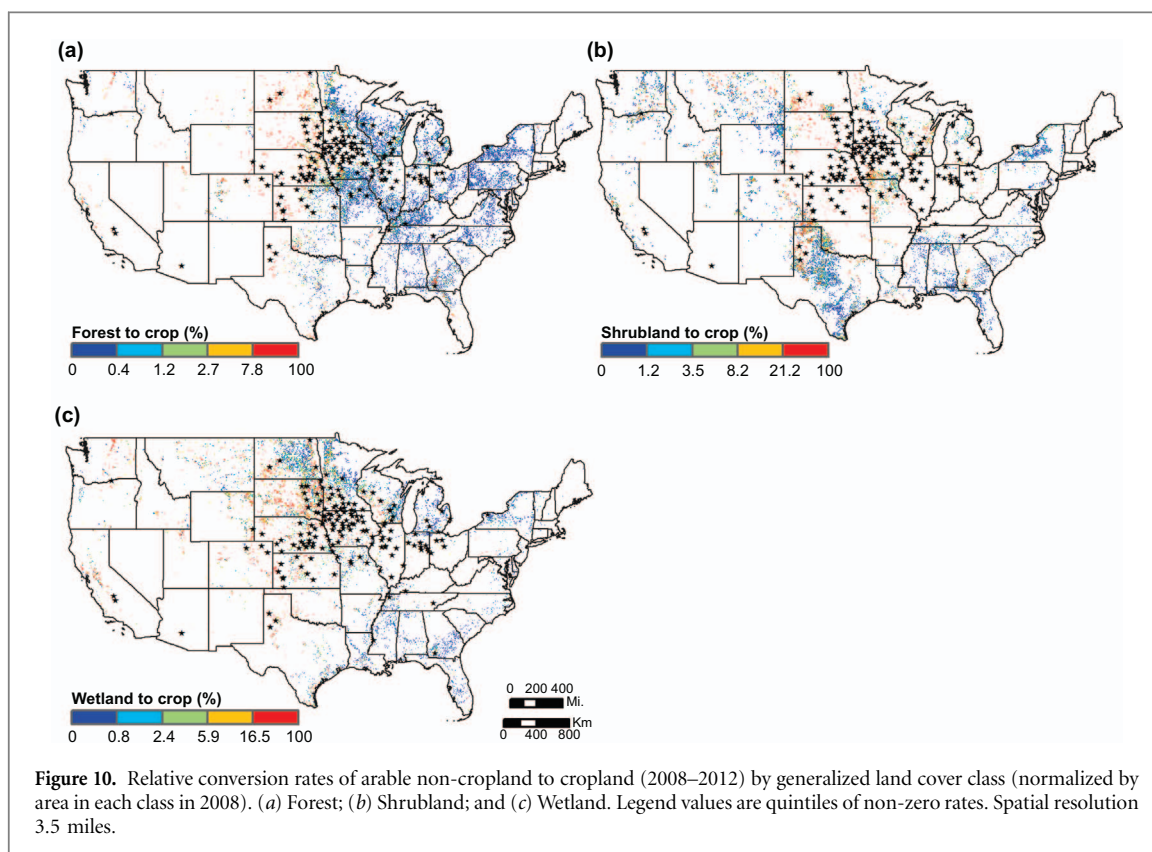 (a)
(b)
Forest to crop (%)
0 0.4 1.2 2.7 7.8 100
Shrubland to crop (%)
0 1.2 3.5 8.2 21.2 100
(c)
Wetland to crop (%)
0 0.8 2.4 5.9 16.5 100
0 200 400
Mi.
Km
0 400 800
Figure 10. Relative conversion rates of arable non-cropland to cropland (2008–2012) by generalized land cover class (normalized by
area in each class in 2008). (a) Forest; (b) Shrubland; and (c) Wetland. Legend values are quintiles of non-zero rates. Spatial resolution
3.5 miles.